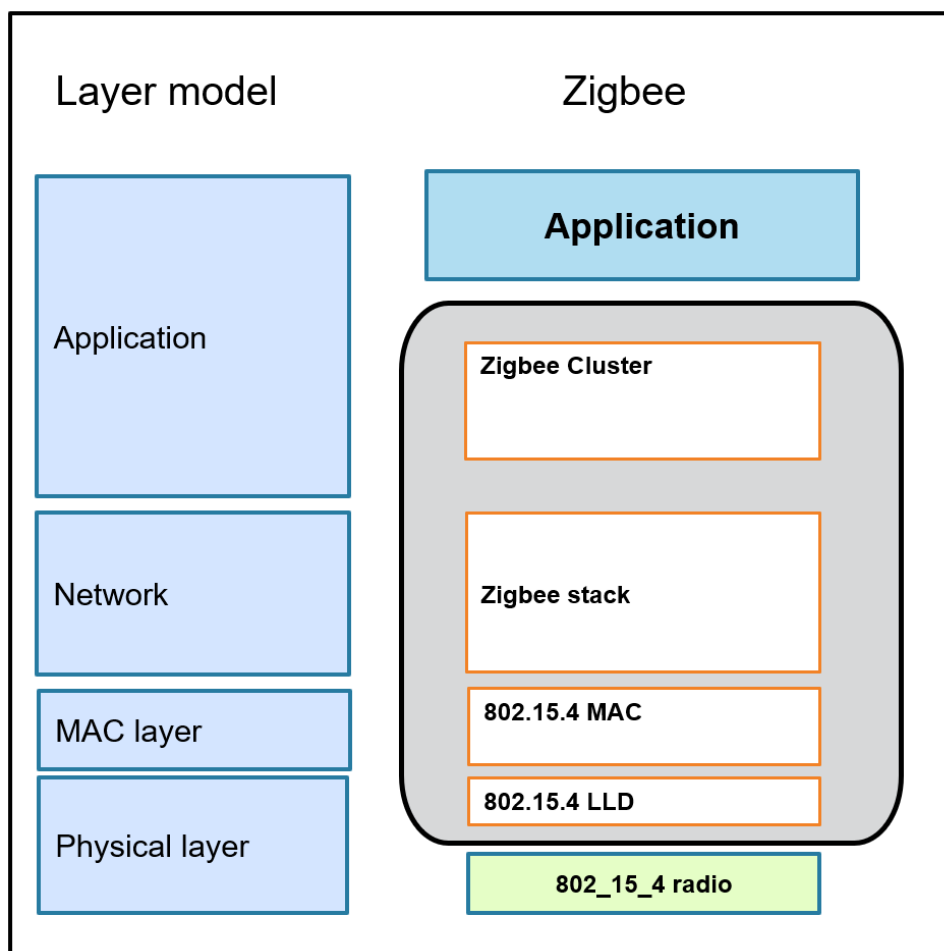 Layer model
Zigbee
Application
Application
Zigbee Cluster
Network
Zigbee stack
MAC layer
802.15.4 MAC
802.15.4 LLD
Physical layer
802_15_4 radio